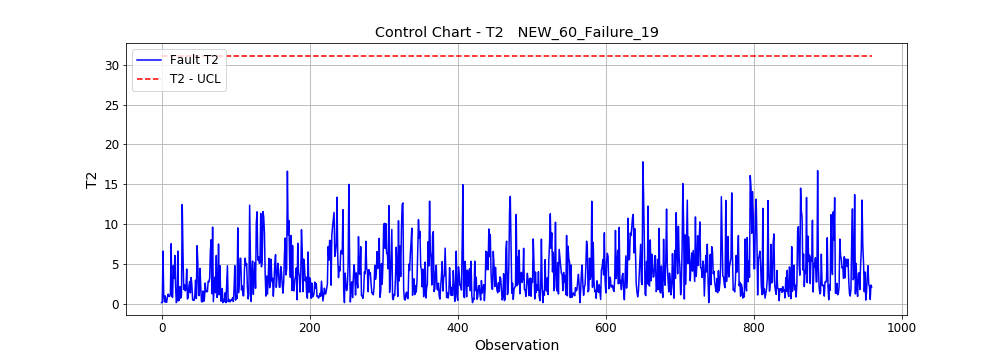 Control Chart - T2   NEW_60_Failure_19
Fault T2
T2 - UCL
30
25
20
15
10
5
0
T2
0 200 400 600 800 1000
Observation